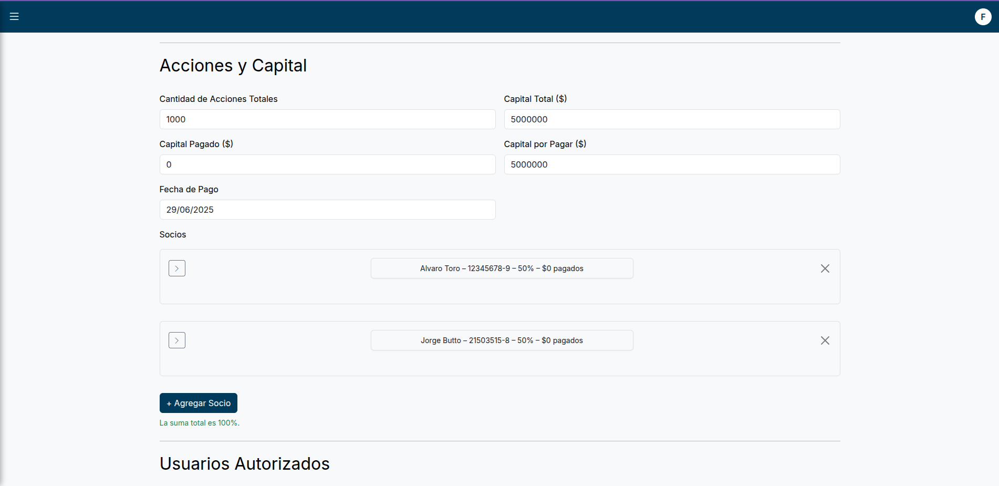 F
Acciones y Capital
Cantidad de Acciones Totales
Capital Total ($)
1000
5000000
Capital Pagado ($)
Capital por Pagar ($)
0
5000000
Fecha de Pago
29/06/2025
Socios
Alvaro Toro – 12345678-9 – 50% – $0 pagados
Jorge Butto – 21503515-8 – 50% – $0 pagados
+ Agregar Socio
La suma total es 100%.
Usuarios Autorizados